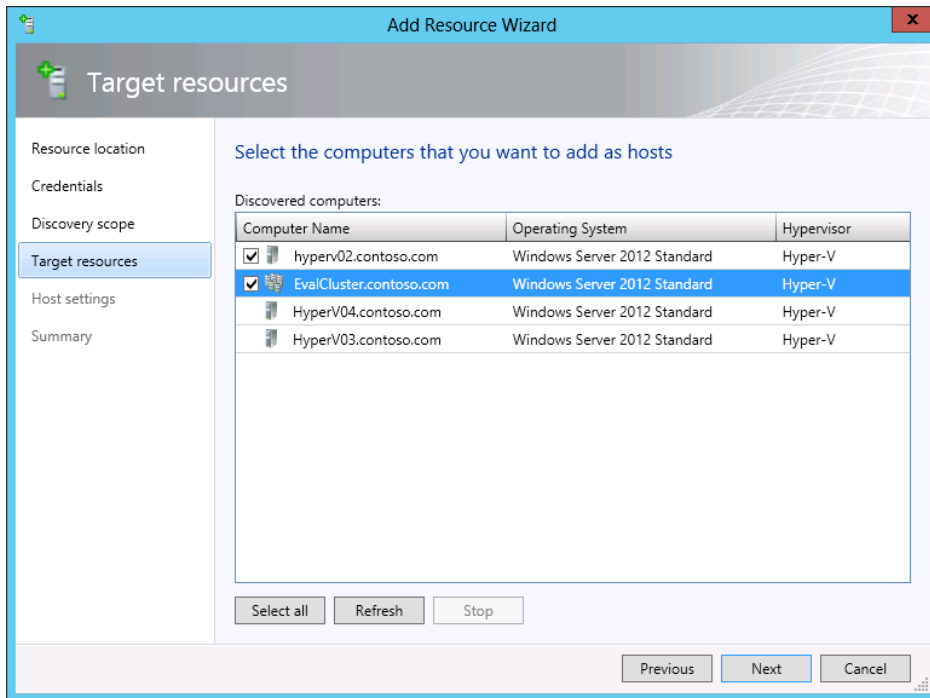 Add Resource Wizard
x
Target resources
Resource location
Credentials
Discovery scope
Target resources
Host settings
Summary
Select the computers that you want to add as hosts
Discovered computers:
Computer Name Operating System Hypervisor
hyperv02.contoso.com Windows Server 2012 Standard Hyper-V
EvalCluster.contoso.com Windows Server 2012 Standard Hyper-V
HyperV04.contoso.com Windows Server 2012 Standard Hyper-V
HyperV03.contoso.com Windows Server 2012 Standard Hyper-V
Select all Refresh Stop
Previous Next Cancel